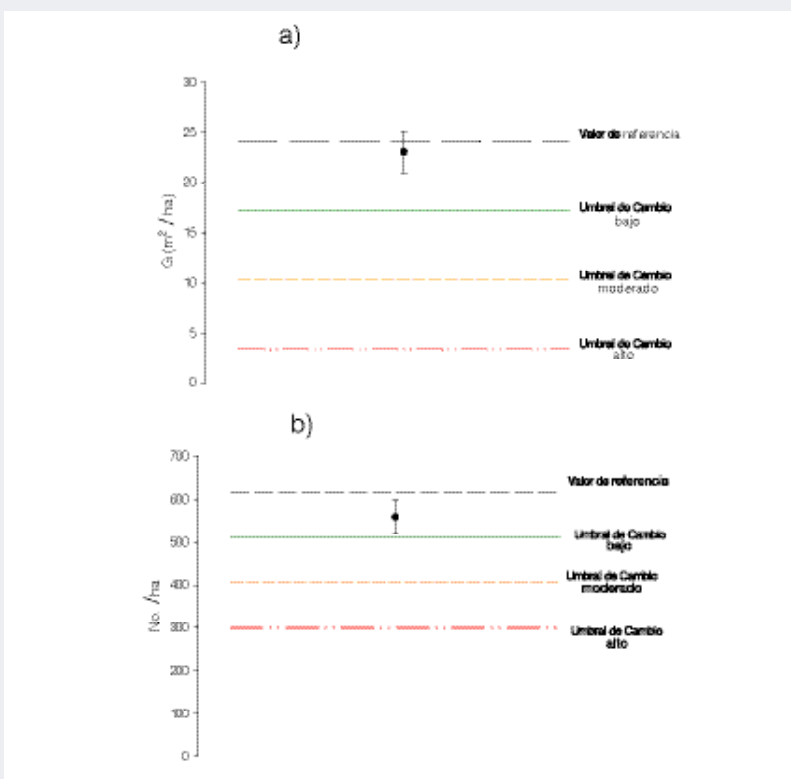 a)
30
25
20
15
10
5
0
G (m² / ha)
Valor de referencia
Umbral de Cambio
bajo
Umbral de Cambio
moderado
Umbral de Cambio
alto
b)
700
600
500
400
300
200
100
0
No. /ha
Valor de referencia
Umbral de Cambio
bajo
Umbral de Cambio
moderado
Umbral de Cambio
alto